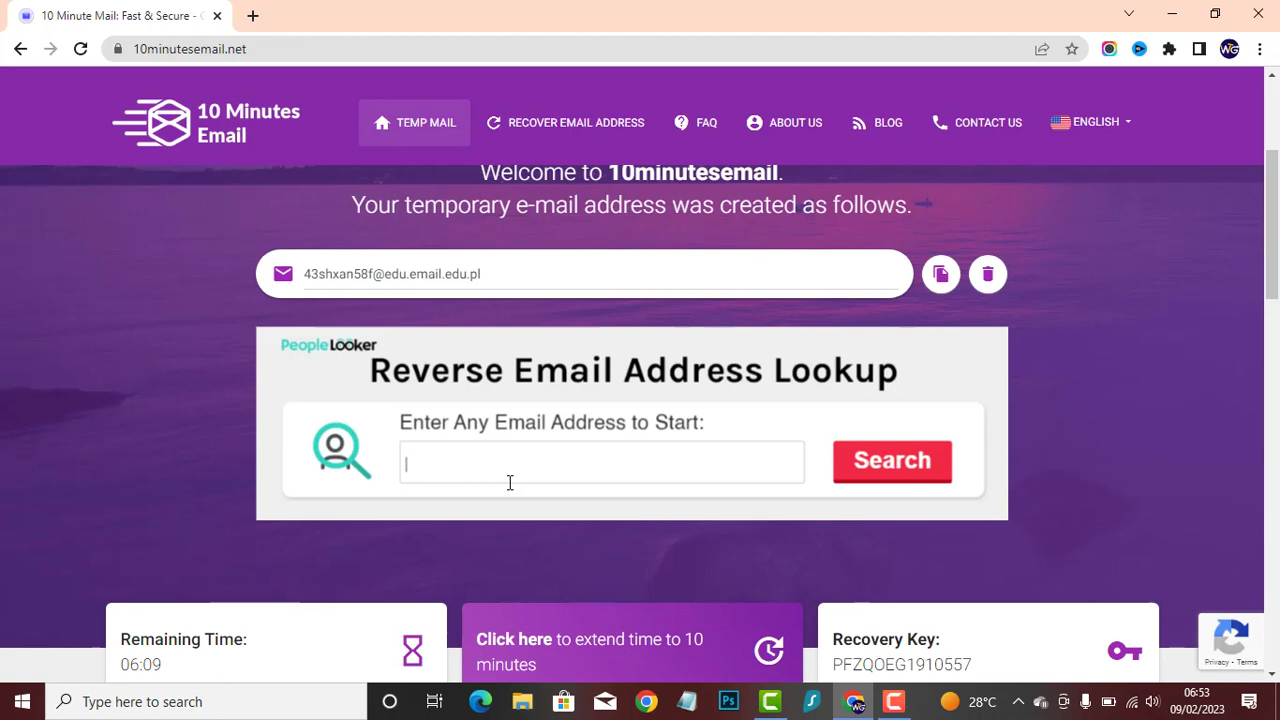 10 Minute Mail: Fast & Secure -
10minutesemail.net
10 Minutes
Email
TEMP MAIL
RECOVER EMAIL ADDRESS
FAQ
ABOUT US
BLOG
CONTACT US
ENGLISH
Welcome to 10minutesemail.
Your temporary e-mail address was created as follows.
43shxan58f@edu.email.edu.pl
PeopleLooker
Reverse Email Address Lookup
Enter Any Email Address to Start:
Search
Remaining Time:
06:09
Click here to extend time to 10
minutes
Recovery Key:
PFZQOEG1910557
Privacy - Terms
Type here to search
Ps
28°C
06:53
09/02/2023
WG